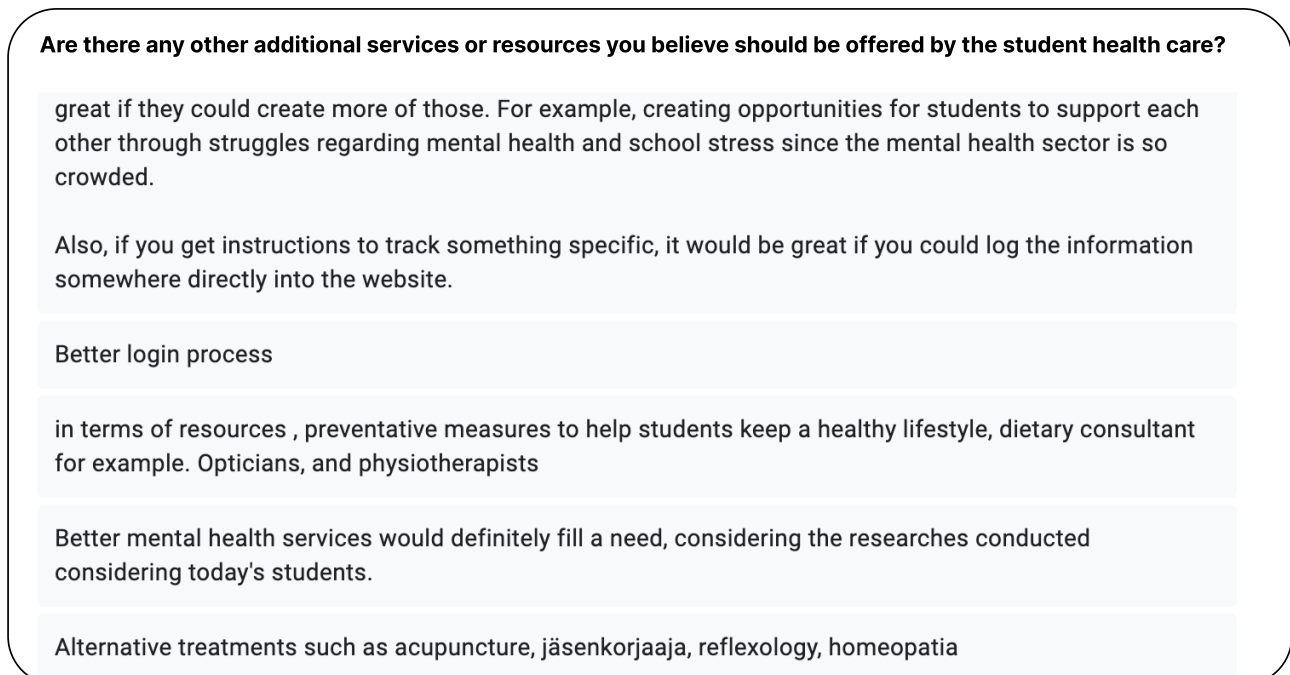 Are there any other additional services or resources you believe should be offered by the student health care?
great if they could create more of those. For example, creating opportunities for students to support each
other through struggles regarding mental health and school stress since the mental health sector is so
crowded.
Also, if you get instructions to track something specific, it would be great if you could log the information
somewhere directly into the website.
Better login process
in terms of resources , preventative measures to help students keep a healthy lifestyle, dietary consultant
for example. Opticians, and physiotherapists
Better mental health services would definitely fill a need, considering the researches conducted
considering today's students.
Alternative treatments such as acupuncture, jäsenkorjaaja, reflexology, homeopatia